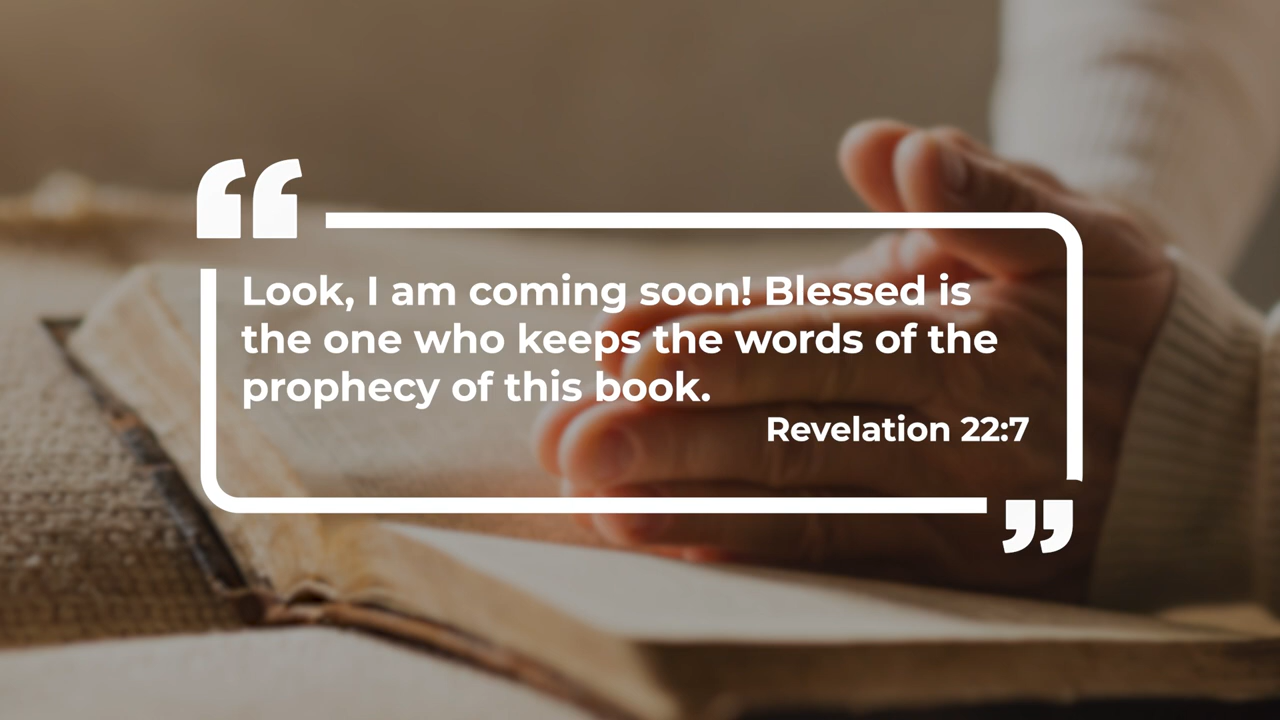 Look, I am coming soon! Blessed is
the one who keeps the words of the
prophecy of this book.
Revelation 22:7